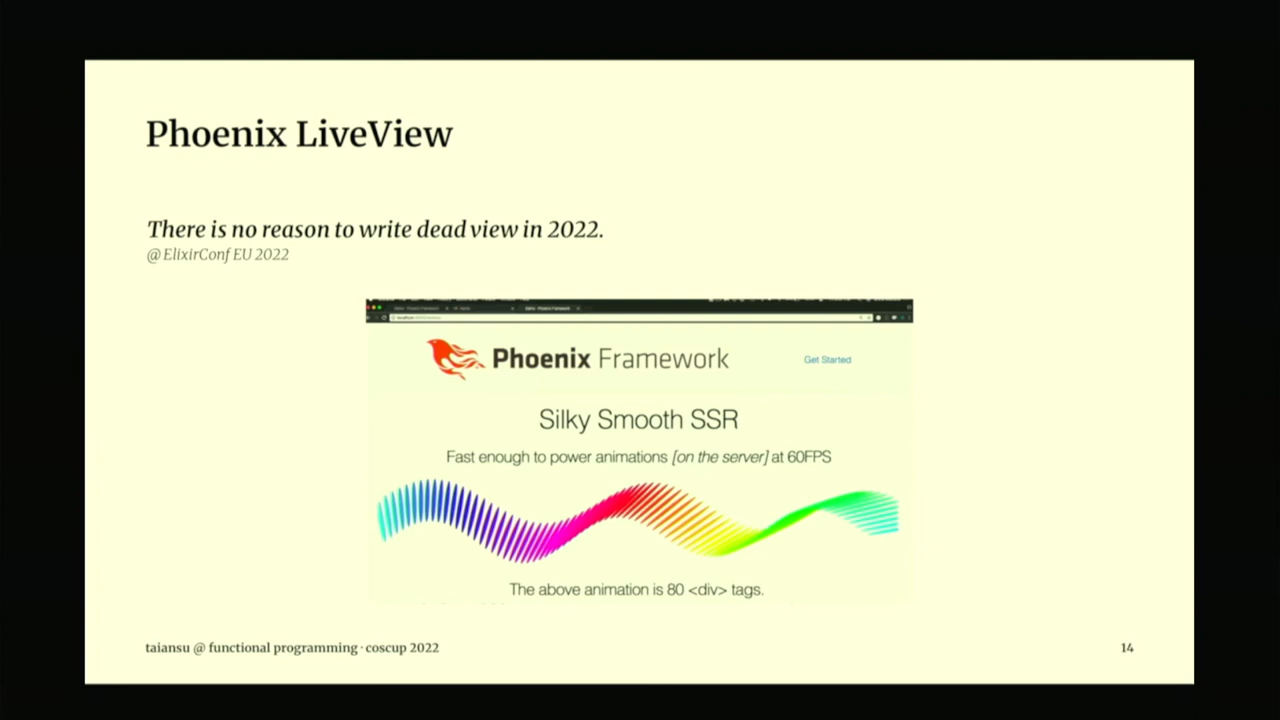 Phoenix LiveView
There is no reason to write dead view in 2022.
@ ElixirConf EU 2022
Phoenix Framework
Get Started
Silky Smooth SSR
Fast enough to power animations [on the server] at 60FPS
The above animation is 80 <div> tags.
taiansu @ functional programming · coscup 2022
14